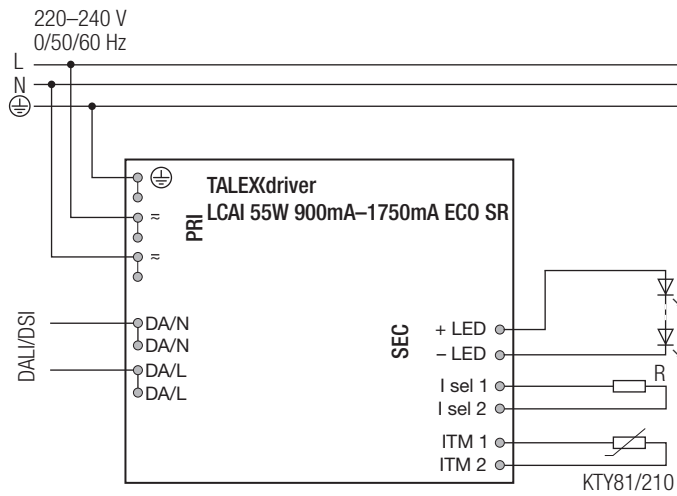 220–240 V
0/50/60 Hz
L
N
TALEXXdriver
LCAI 55W 900mA–1750mA ECO SR
PRI
≂
≂
DALI/DSI
DA/N
DA/N
DA/L
DA/L
SEC
+ LED
– LED
I sel 1
I sel 2
R
ITM 1
ITM 2
KTY81/210